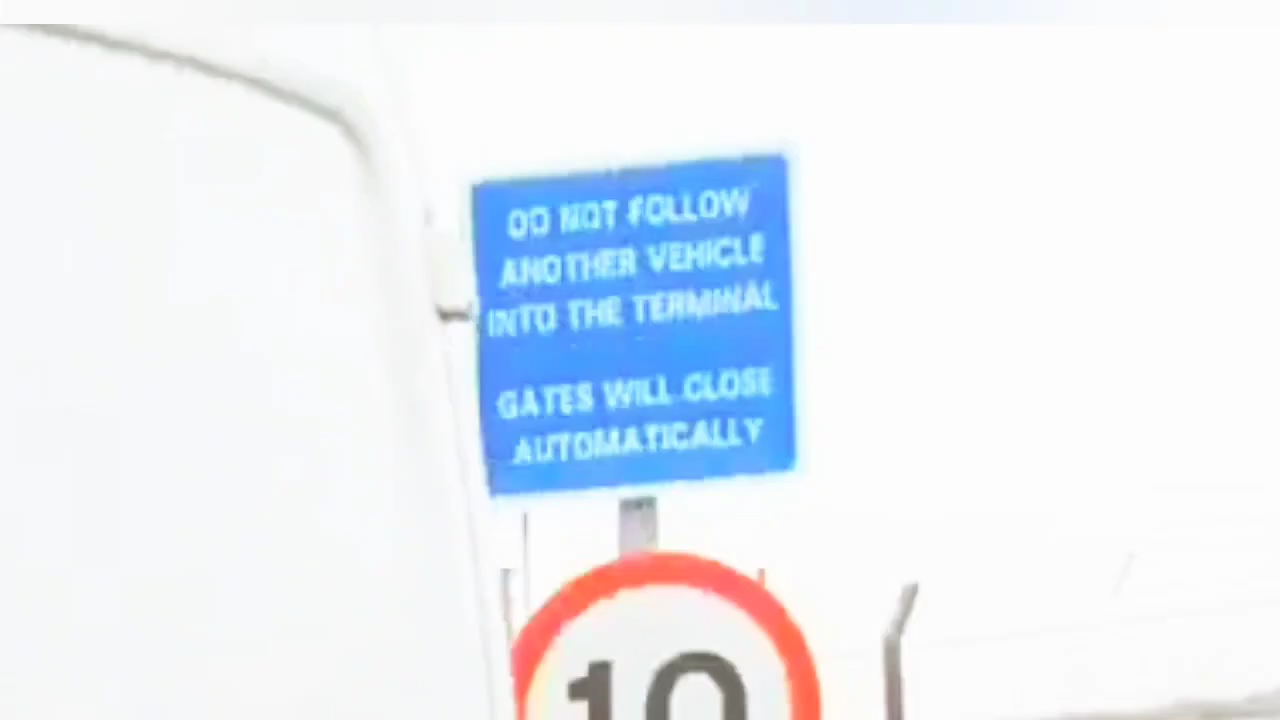 DO NOT FOLLOW
ANOTHER VEHICLE
INTO THE TERMINAL
GATES WILL CLOSE
AUTOMATICALLY
10